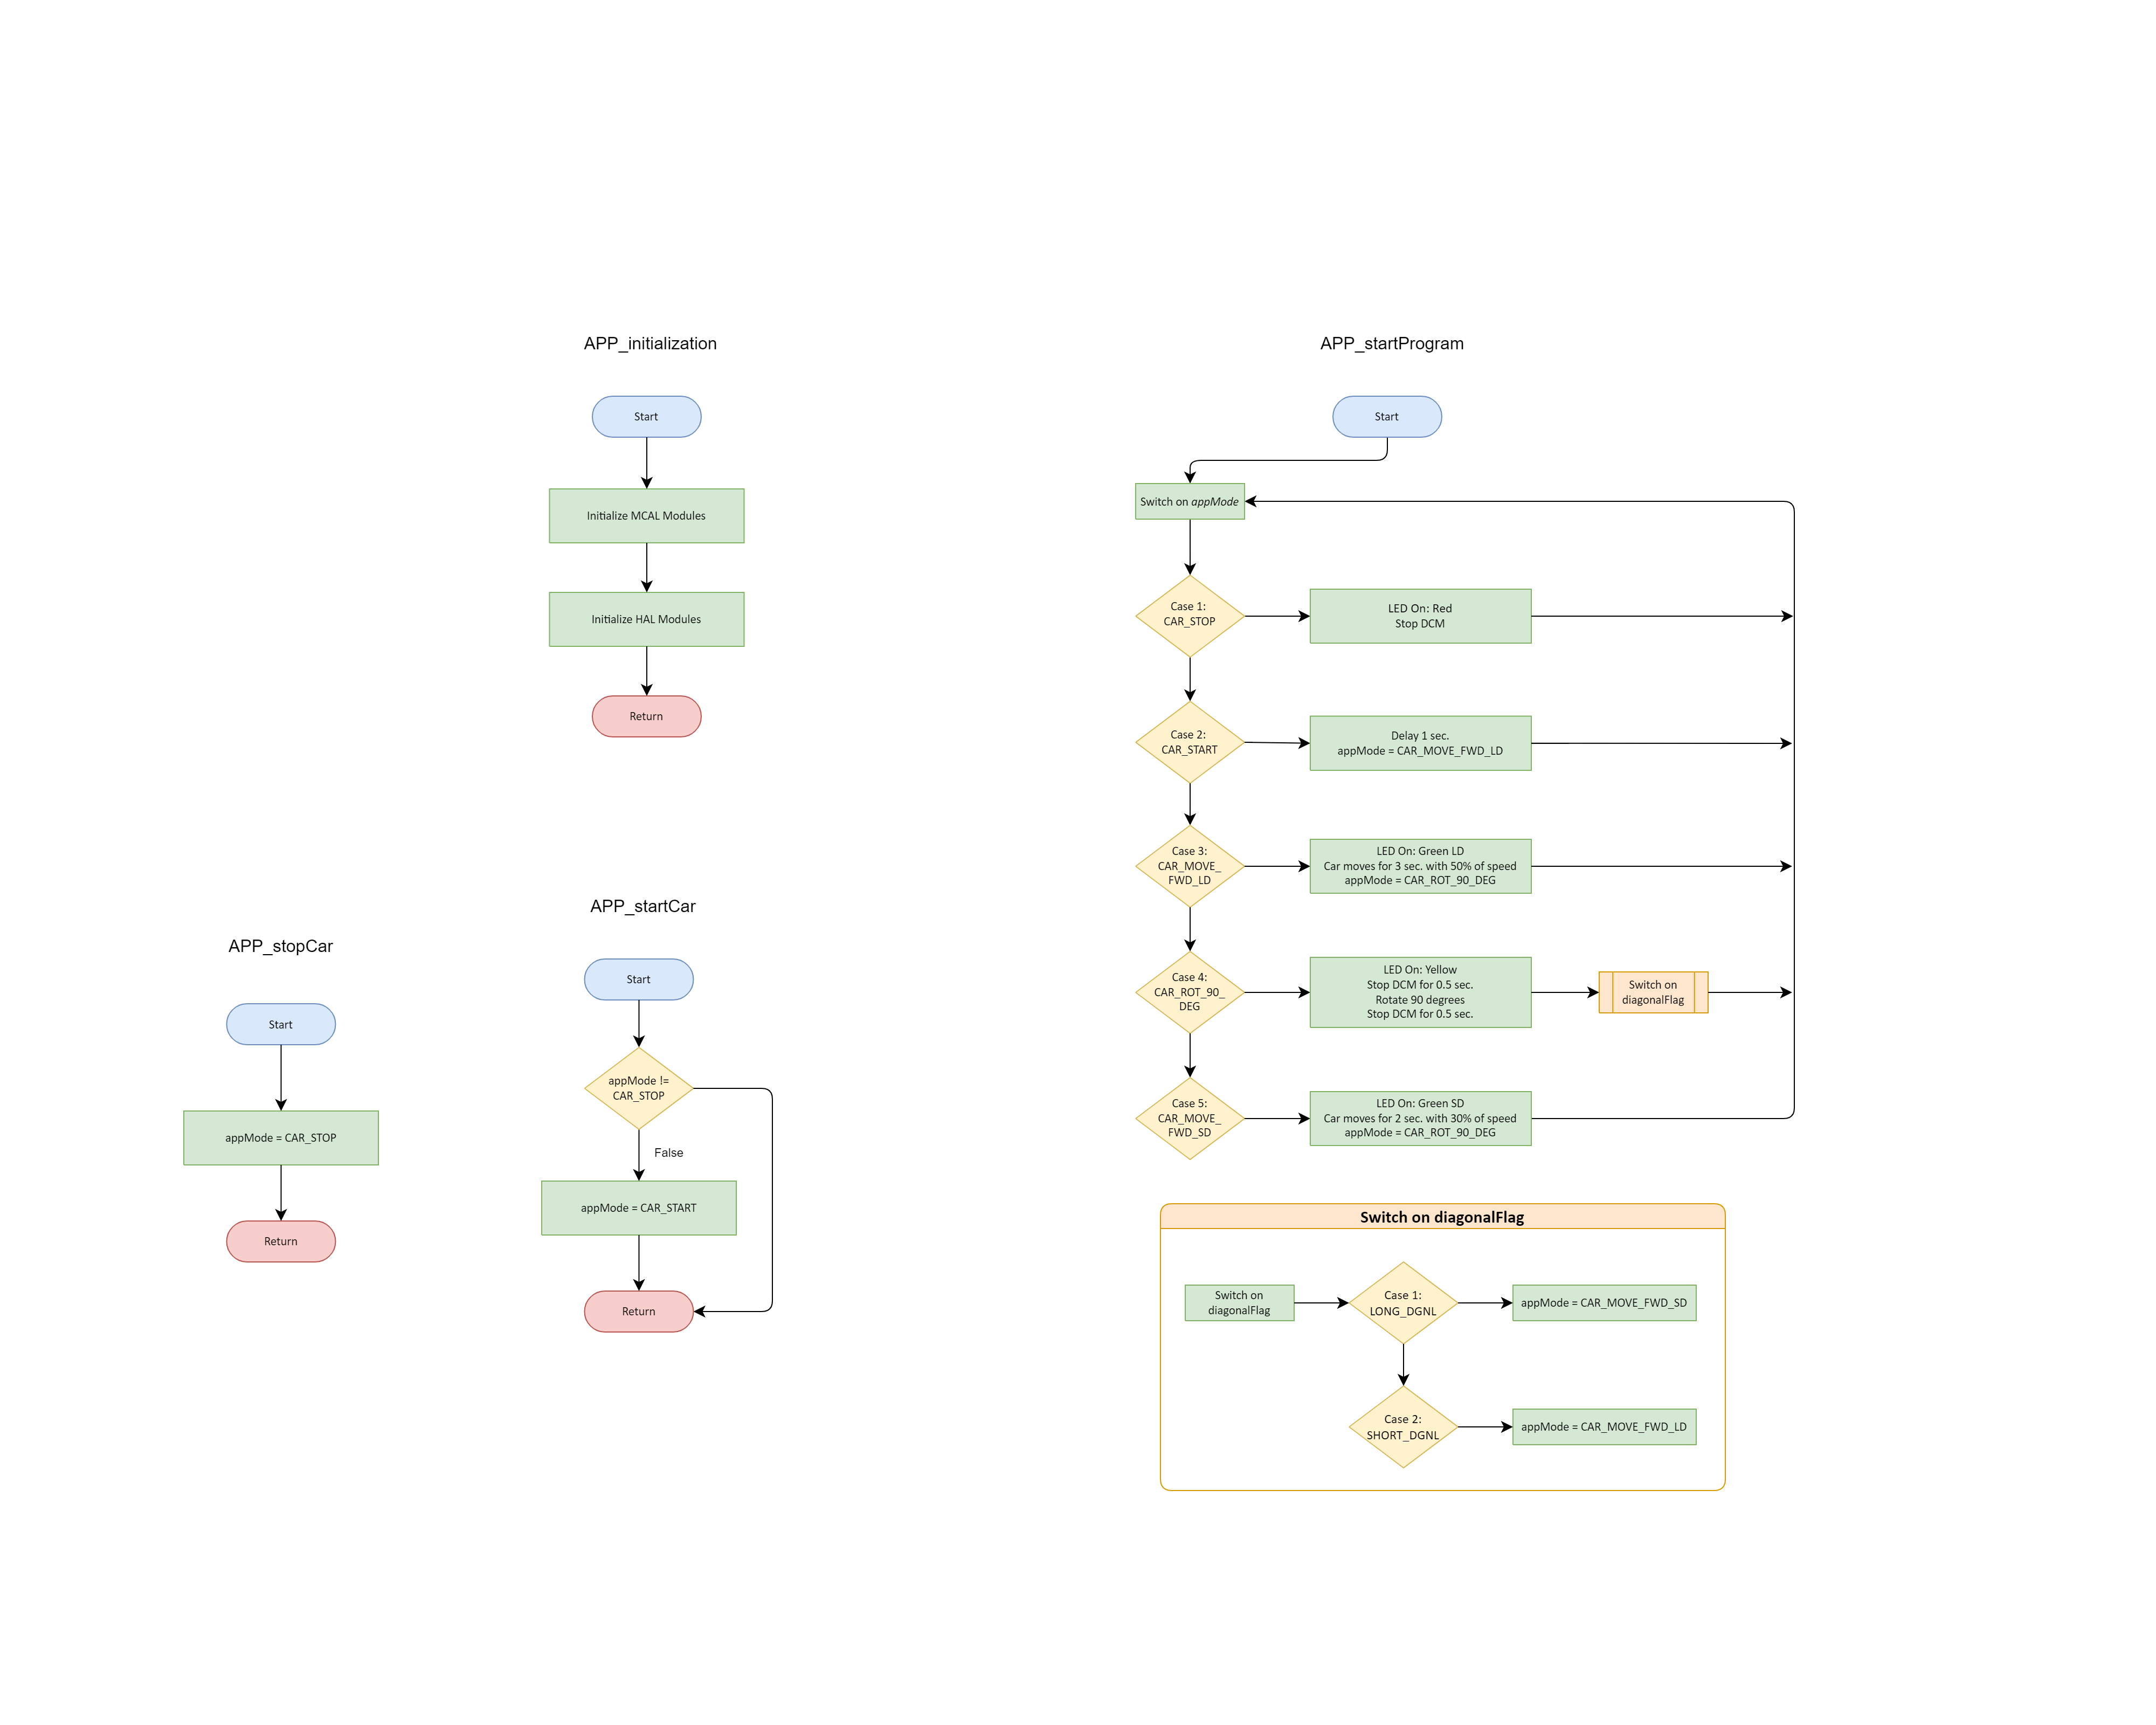 APP_initialization
Start
Initialize MCAL Modules
Initialize HAL Modules
Return
APP_stopCar
Start
appMode = CAR_STOP
Return
APP_startCar
Start
appMode !=
CAR_STOP
False
appMode = CAR_START
Return
APP_startProgram
Start
Switch on appMode
Case 1:
CAR_STOP
LED On: Red
Stop DCM
Case 2:
CAR_START
Delay 1 sec.
appMode = CAR_MOVE_FWD_LD
Case 3:
CAR_MOVE_
FWD_LD
LED On: Green LD
Car moves for 3 sec. with 50% of speed
appMode = CAR_ROT_90_DEG
Case 4:
CAR_ROT_90_
DEG
LED On: Yellow
Stop DCM for 0.5 sec.
Rotate 90 degrees
Stop DCM for 0.5 sec.
Switch on
diagonalFlag
Case 5:
CAR_MOVE_
FWD_SD
LED On: Green SD
Car moves for 2 sec. with 30% of speed
appMode = CAR_ROT_90_DEG
Switch on diagonalFlag
Switch on
diagonalFlag
Case 1:
LONG_DGNL
appMode = CAR_MOVE_FWD_SD
Case 2:
SHORT_DGNL
appMode = CAR_MOVE_FWD_LD